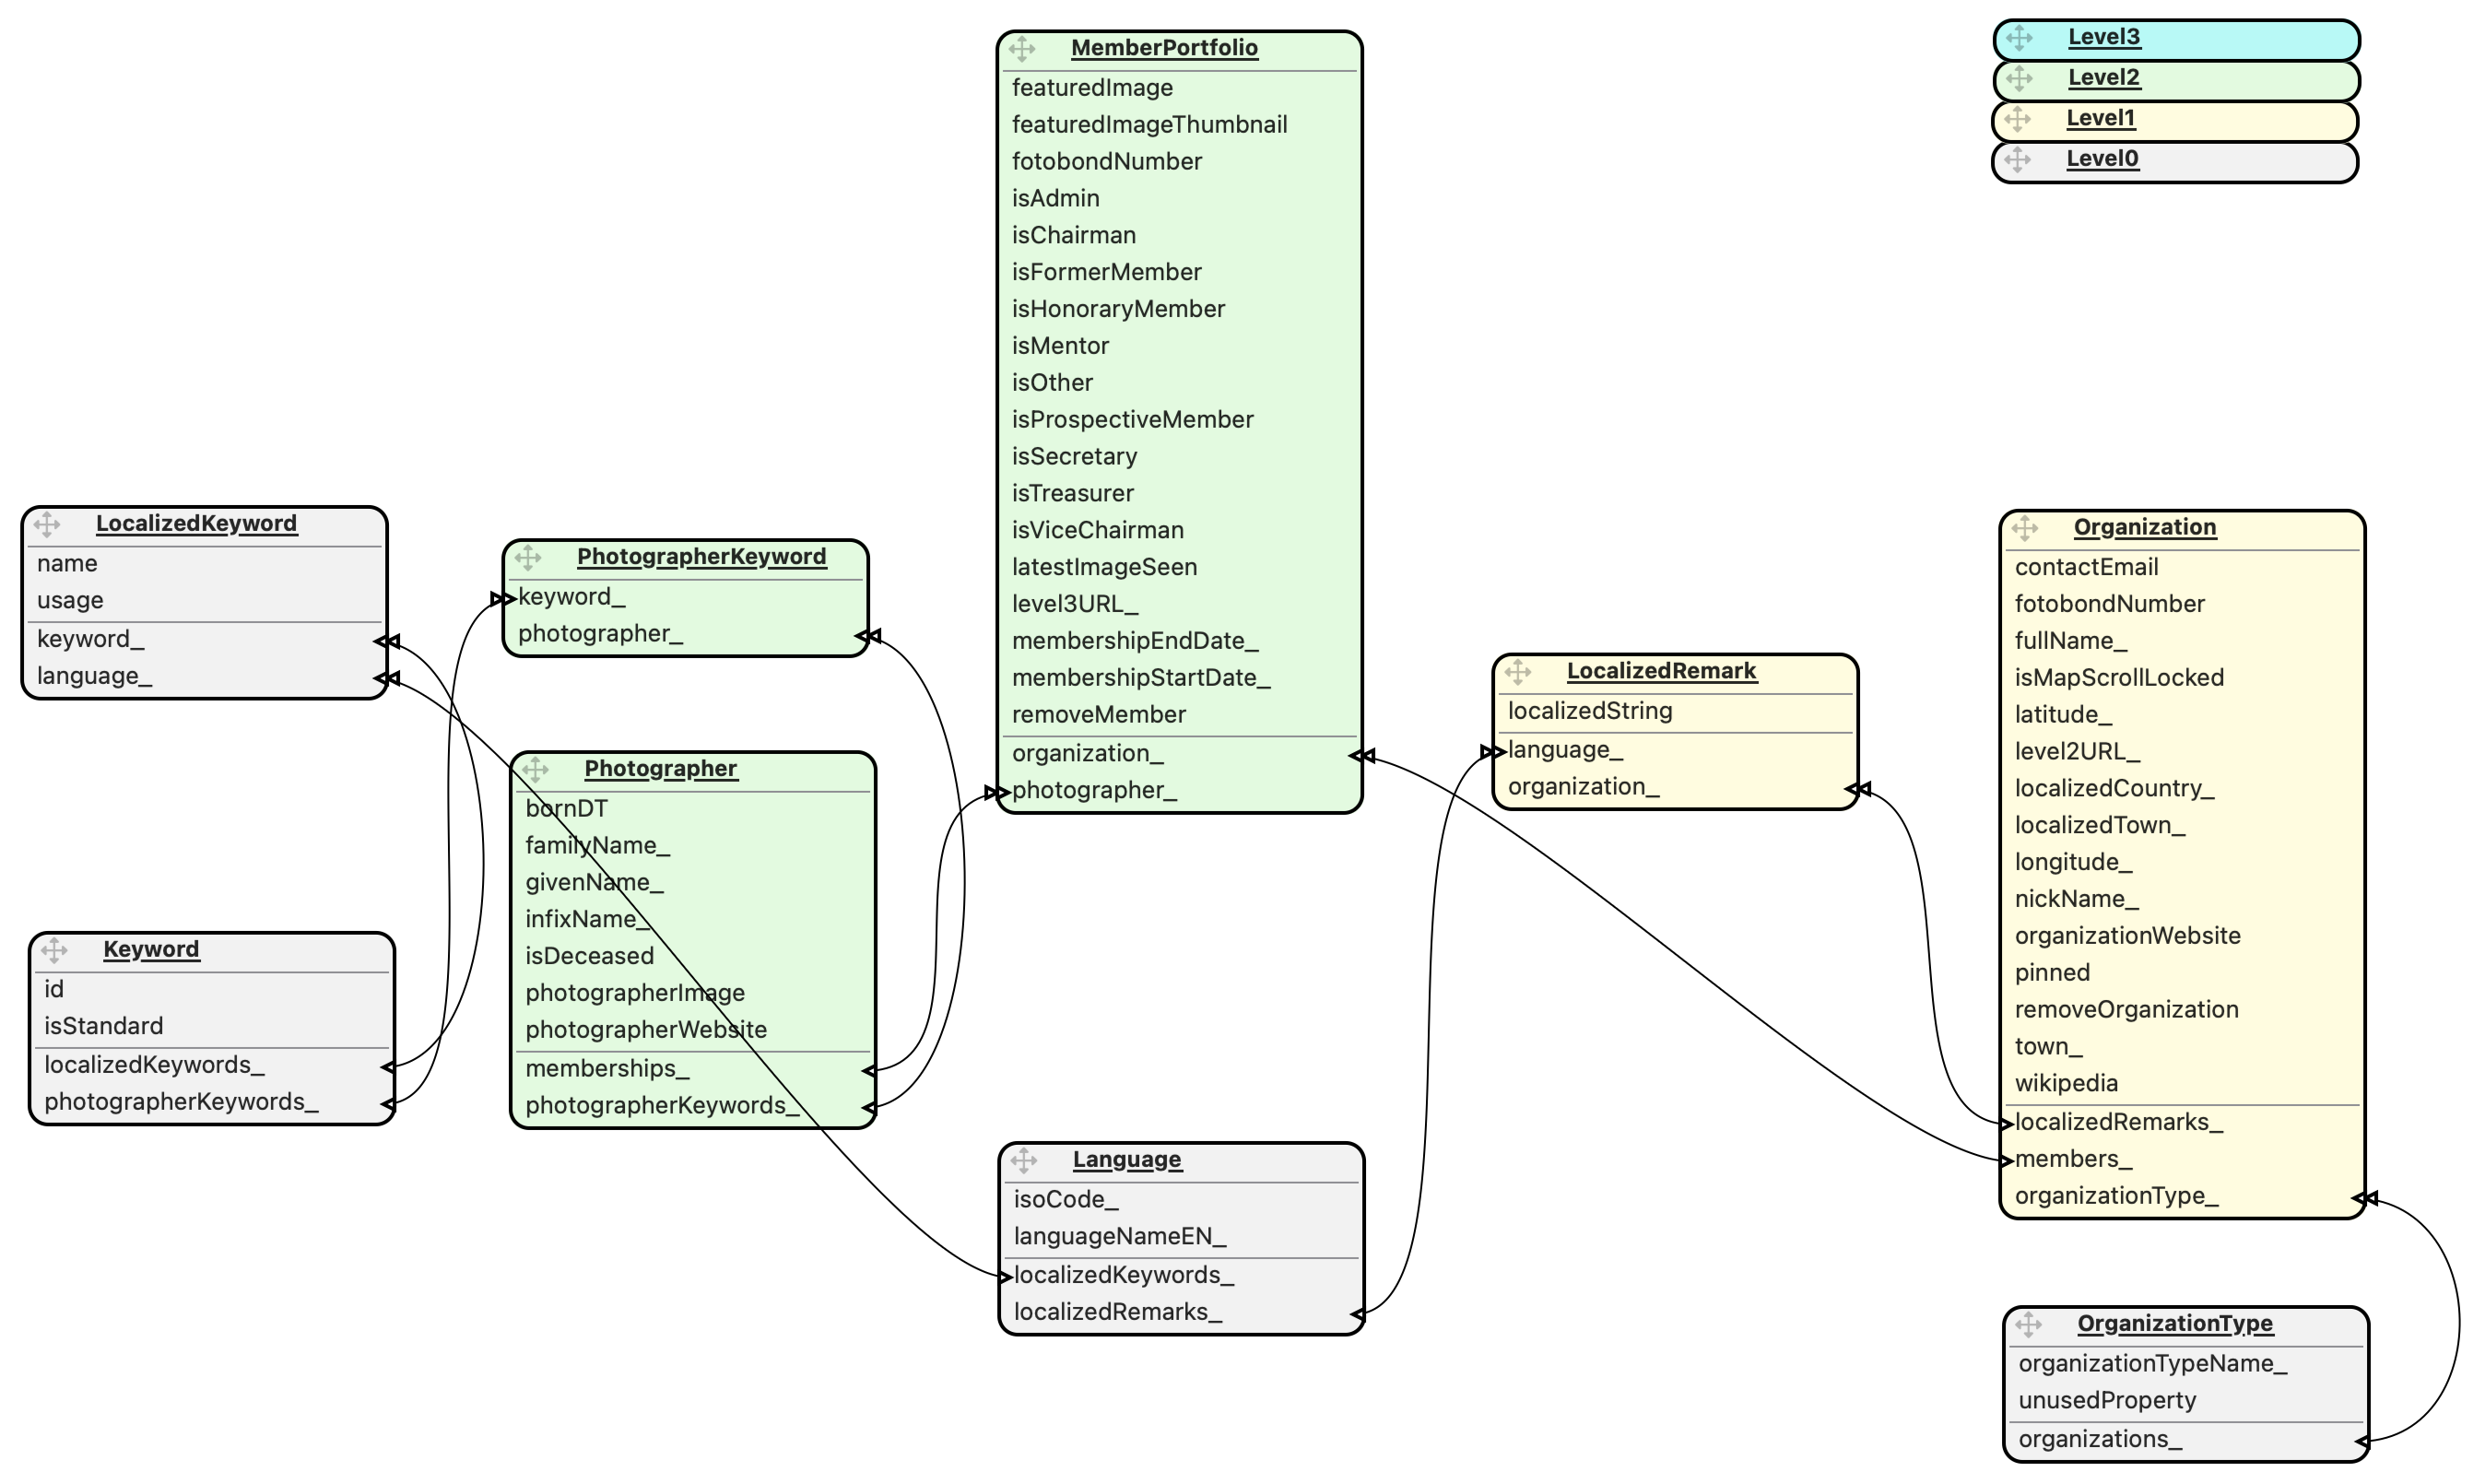 MemberPortfolio
featuredImage
featuredImageThumbnail
fotobondNumber
isAdmin
isChairman
isFormerMember
isHonoraryMember
isMentor
isOther
isProspectiveMember
isSecretary
isTreasurer
isViceChairman
latestImageSeen
level3URL_
membershipEndDate_
membershipStartDate_
removeMember
organization_
photographer_
Level3
Level2
Level1
Level0
LocalizedKeyword
name
usage
keyword_
language_
PhotographerKeyword
keyword_
photographer_
Photographer
bornDT
familyName_
givenName_
infixName_
isDeceased
photographerImage
photographerWebsite
memberships_
photographerKeywords_
Keyword
id
isStandard
localizedKeywords_
photographerKeywords_
Language
isoCode_
languageNameEN_
localizedKeywords_
localizedRemarks_
LocalizedRemark
localizedString
language_
organization_
Organization
contactEmail
fotobondNumber
fullName_
isMapScrollLocked
latitude_
level2URL_
localizedCountry_
localizedTown_
longitude_
nickName_
organizationWebsite
pinned
removeOrganization
town_
wikipedia
localizedRemarks_
members_
organizationType_
OrganizationType
organizationTypeName_
unusedProperty
organizations_